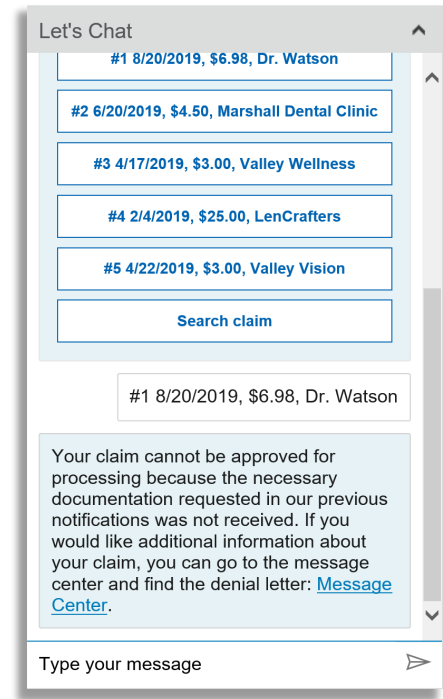 Let's Chat
#1 8/20/2019, $6.98, Dr. Watson
#2 6/20/2019, $4.50, Marshall Dental Clinic
#3 4/17/2019, $3.00, Valley Wellness
#4 2/4/2019, $25.00, LenCrafters
#5 4/22/2019, $3.00, Valley Vision
Search claim
#1 8/20/2019, $6.98, Dr. Watson
Your claim cannot be approved for
processing because the necessary
documentation requested in our previous
notifications was not received. If you
would like additional information about
your claim, you can go to the message
center and find the denial letter: Message
Center.
Type your message